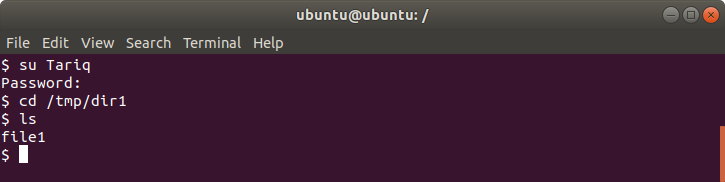 ubuntu@ubuntu: /
File Edit View Search Terminal Help
$ su Tariq
Password:
$ cd /tmp/dir1
$ ls
file1
$